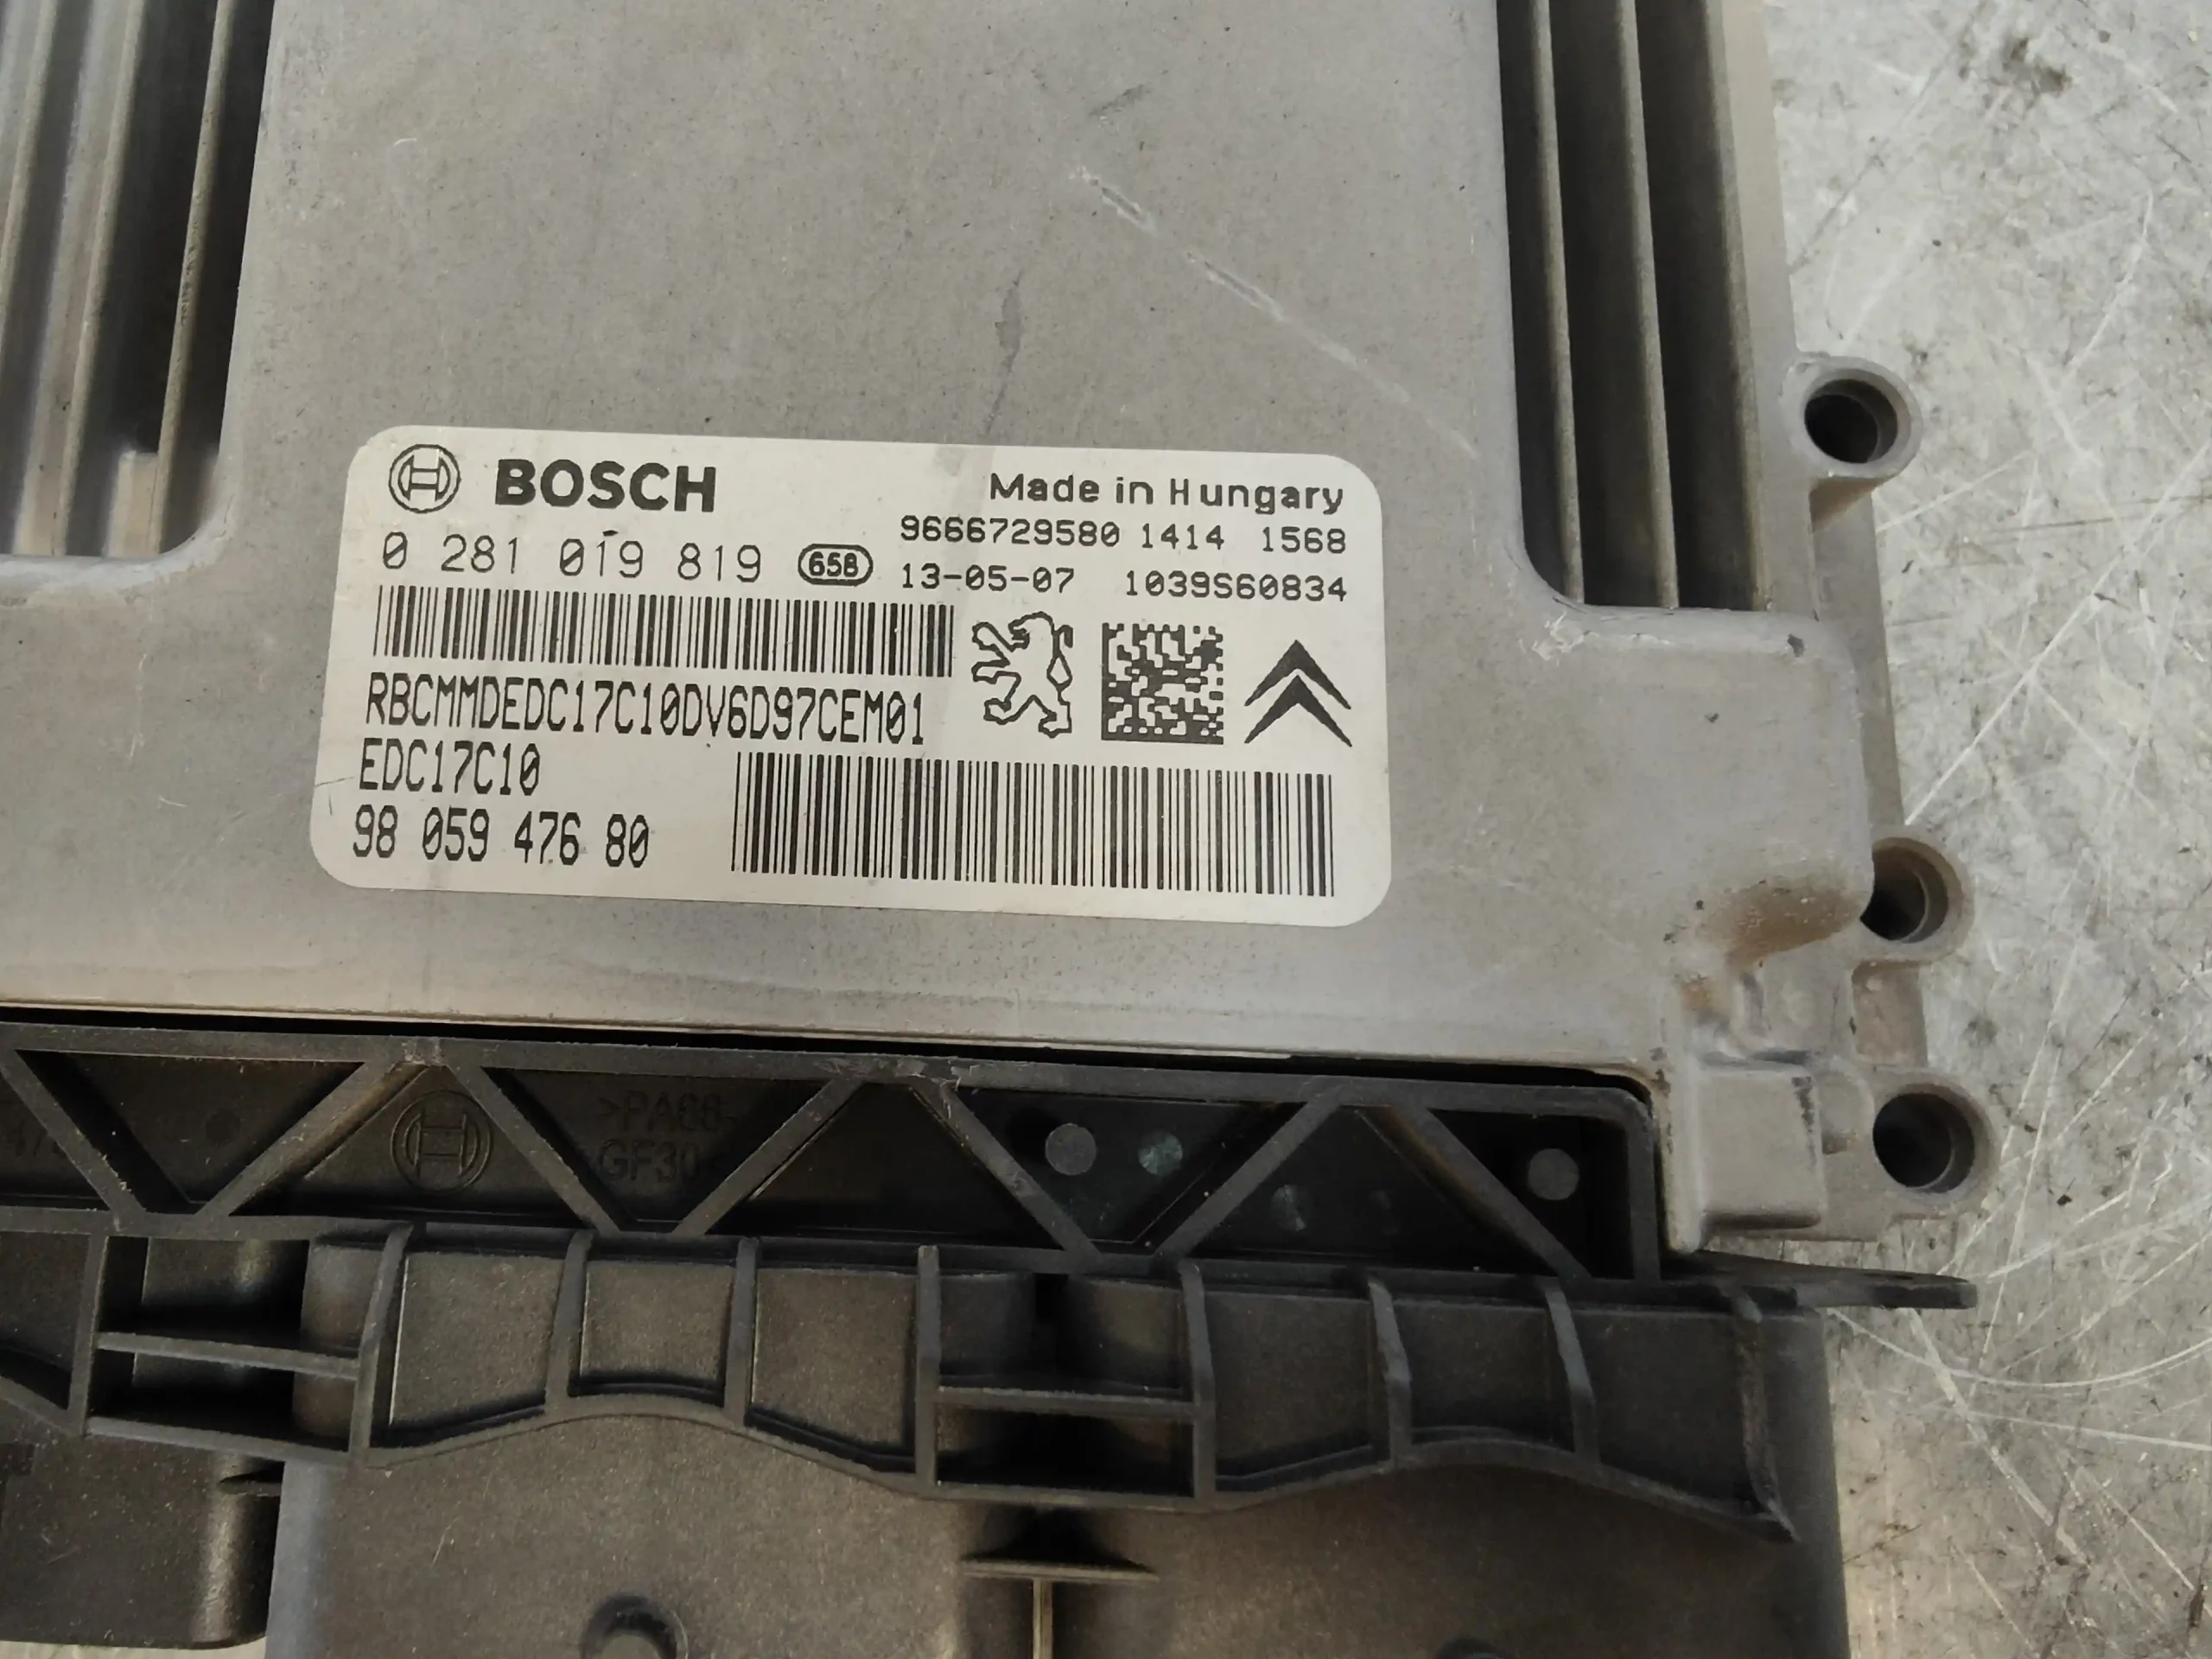 BOSCH
Made in Hungary
9666729580 1414 1568
0 281 019 819 658
13-05-07 1039S60834
RBCMMDEDC17C10DV6D97CEM01
EDC17C10
98 059 476 80
>PA66-
GF30<